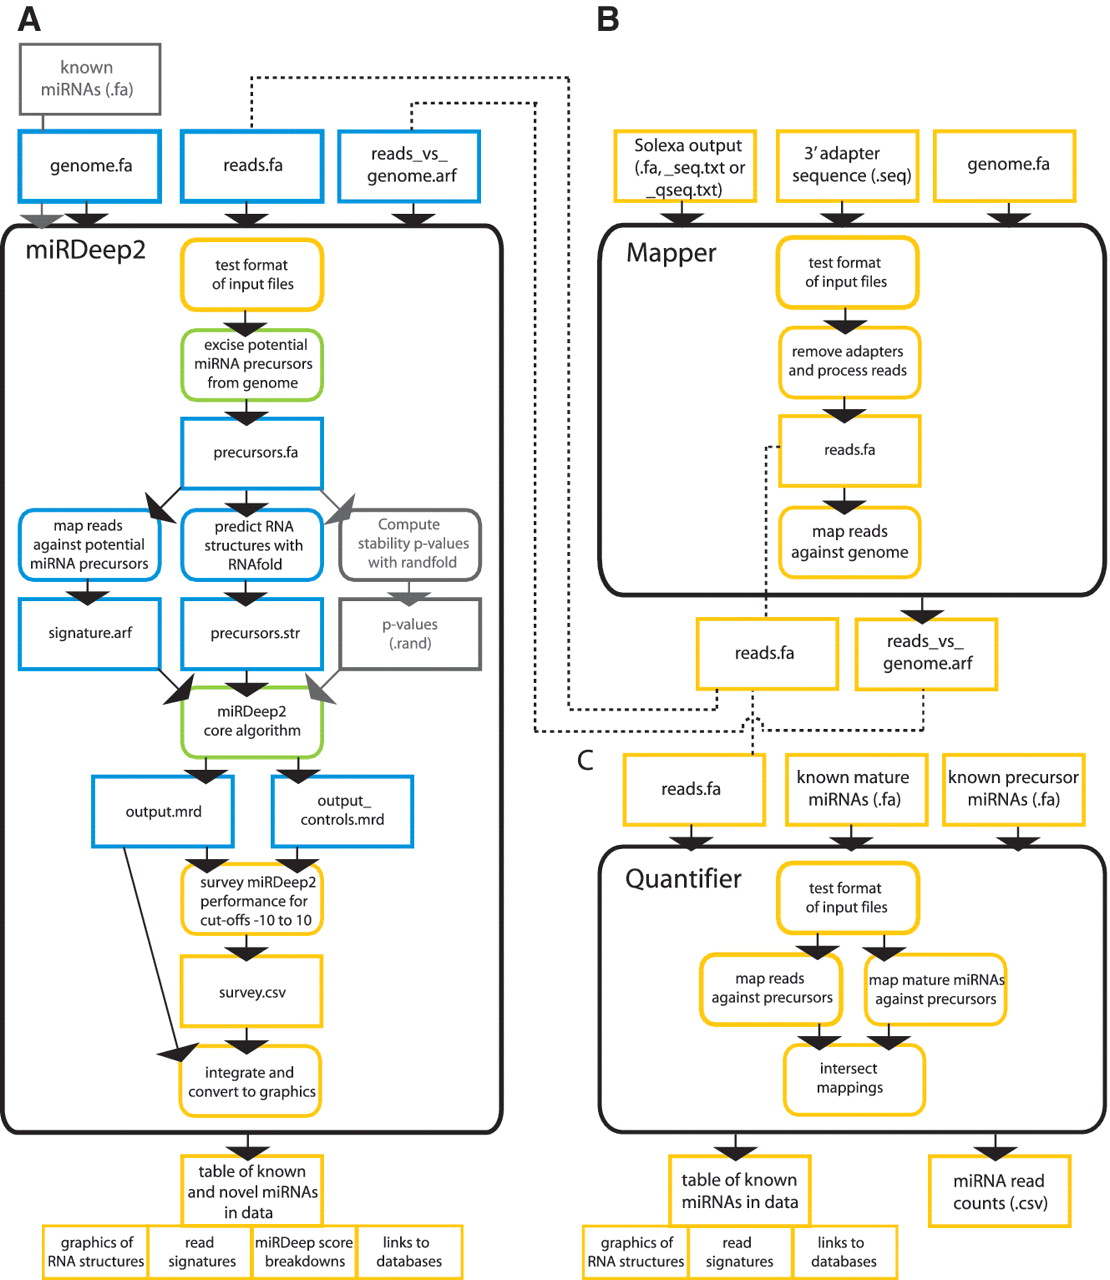 A
known
miRNAs (.fa)
genome.fa
reads.fa
reads_vs_
genome.arf
miRDeep2
test format
of input files
excise potential
miRNA precursors
from genome
precursors.fa
map reads
against potential
miRNA precursors
predict RNA
structures with
RNAfold
Compute
stability p-values
with randfold
signature.arf
precursors.str
p-values
(.rand)
miRDeep2
core algorithm
output.mrd
output_
controls.mrd
survey miRDeep2
performance for
cut-offs -10 to 10
survey.csv
integrate and
convert to graphics
table of known
and novel miRNAs
in data
graphics of
RNA structures
read
signatures
miRDeep score
breakdowns
links to
databases
B
Solexa output
(.fa, _seq.txt or
_qseq.txt)
3′ adapter
sequence (.seq)
genome.fa
Mapper
test format
of input files
remove adapters
and process reads
reads.fa
map reads
against genome
reads.fa
reads_vs_
genome.arf
C
reads.fa
known mature
miRNAs (.fa)
known precursor
miRNAs (.fa)
Quantifier
test format
of input files
map reads
against precursors
map mature miRNAs
against precursors
intersect
mappings
table of known
miRNAs in data
miRNA read
counts (.csv)
graphics of
RNA structures
read
signatures
links to
databases